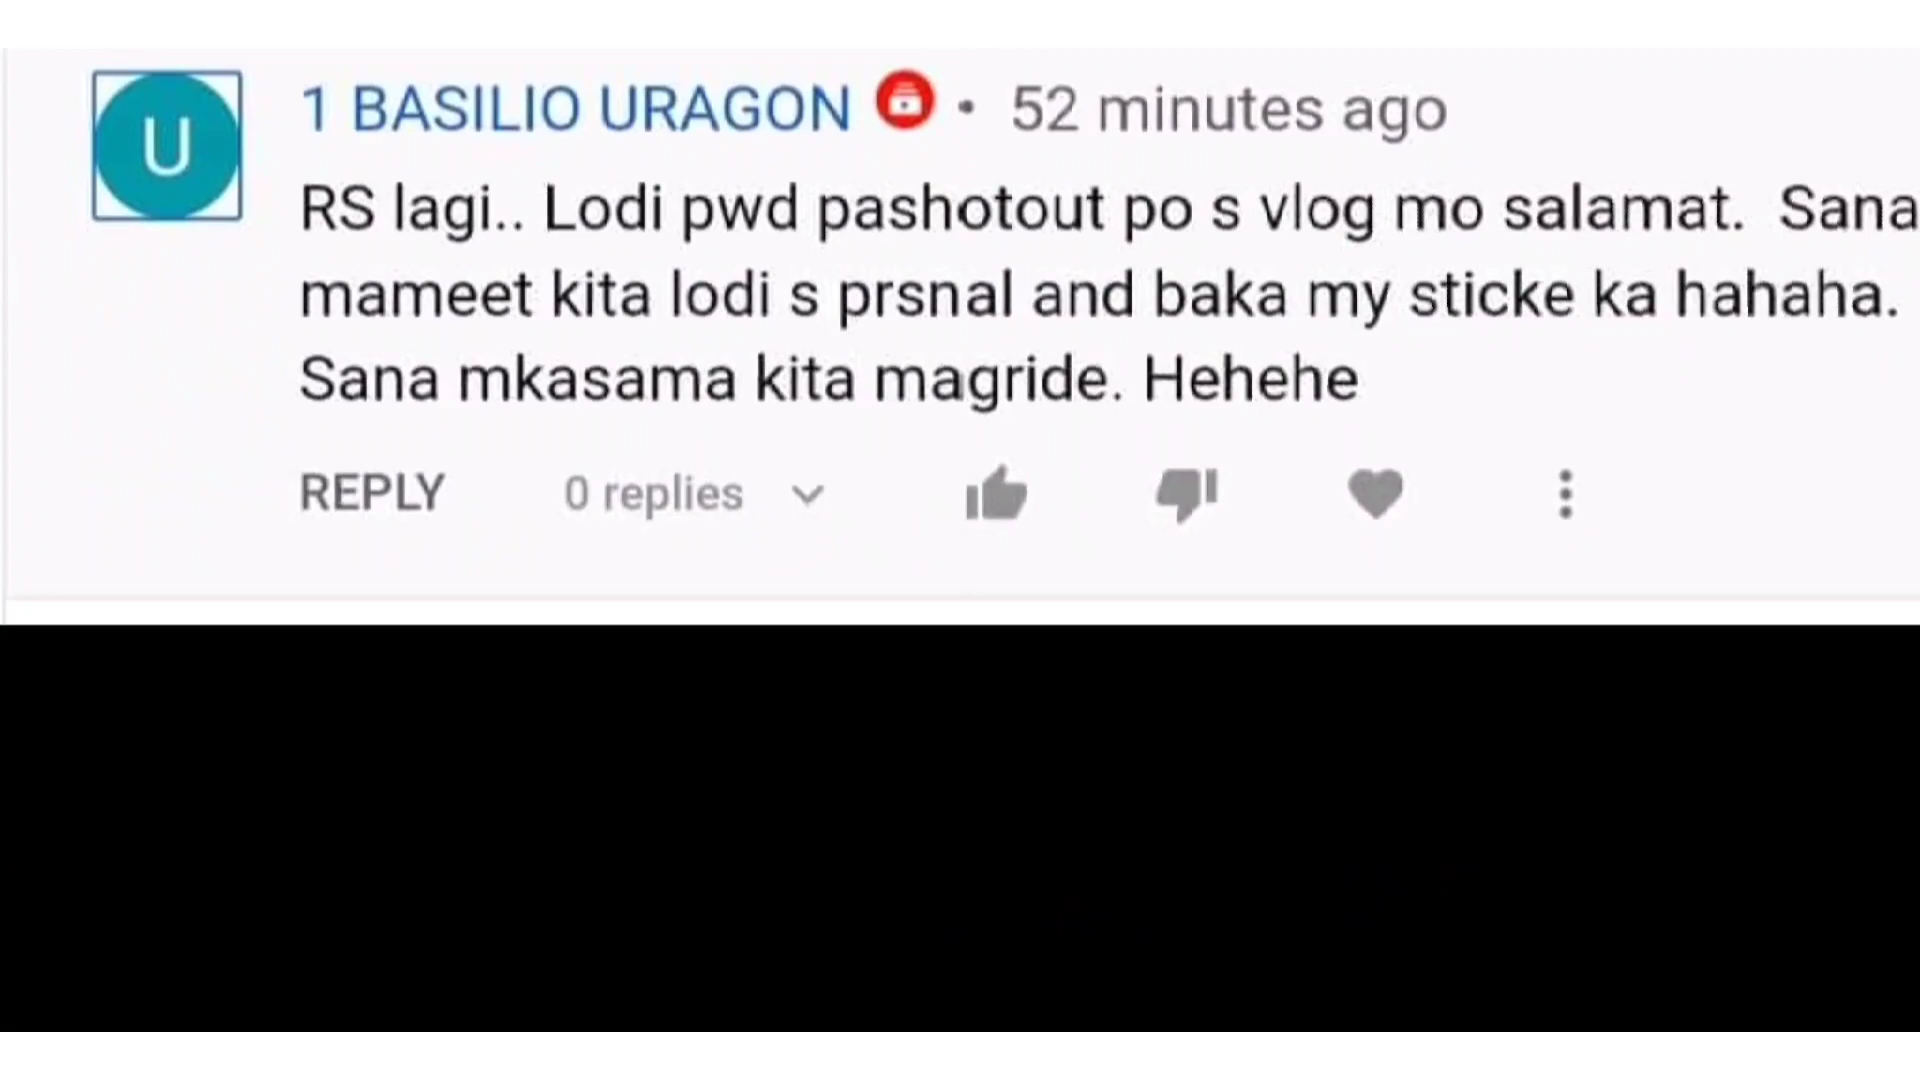 U
1 BASILIO URAGON • 52 minutes ago
RS lagi.. Lodi pwd pashotout po s vlog mo salamat. Sana
mameet kita lodi s prsnal and baka my sticke ka hahaha.
Sana mkasama kita magride. Hehehe
REPLY 0 replies